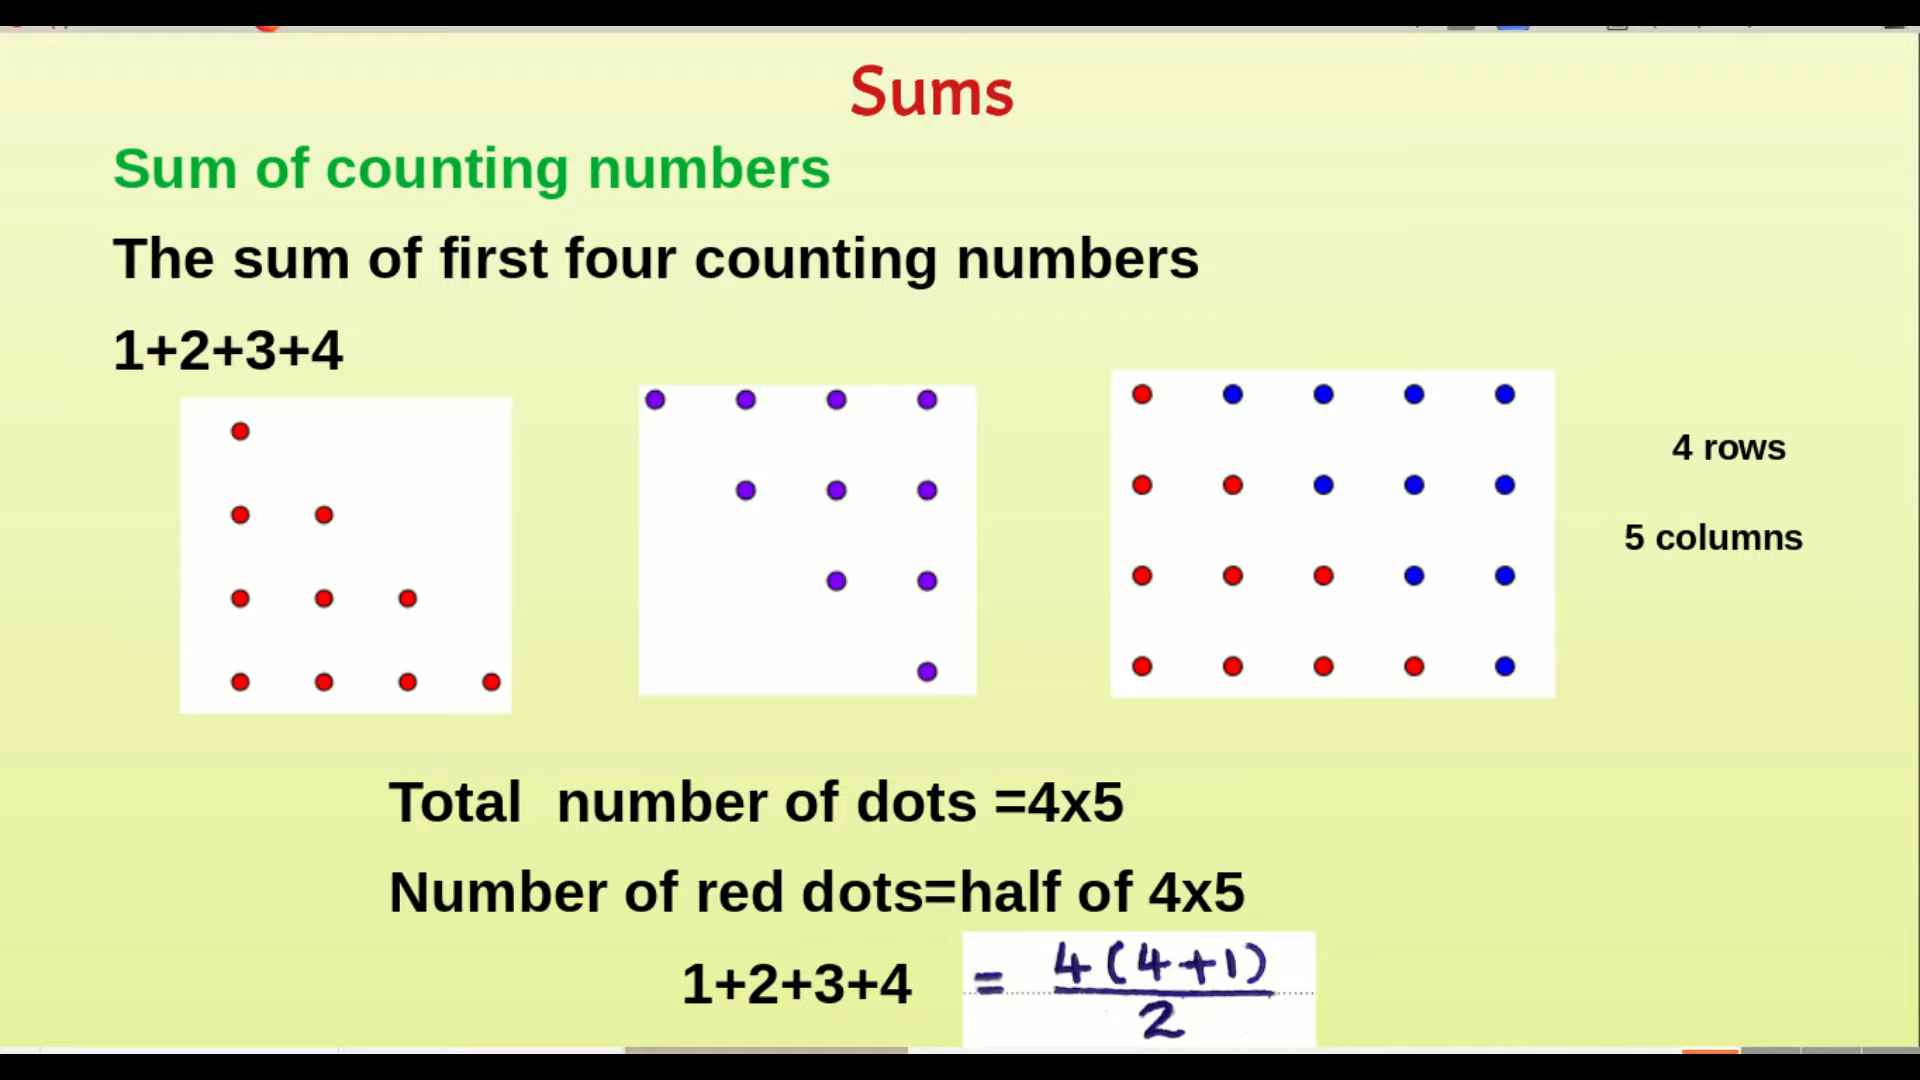 Sums
Sum of counting numbers
The sum of first four counting numbers
1+2+3+4
4 rows
5 columns
Total number of dots =4x5
Number of red dots=half of 4x5
1+2+3+4 = 4(4+1)
2